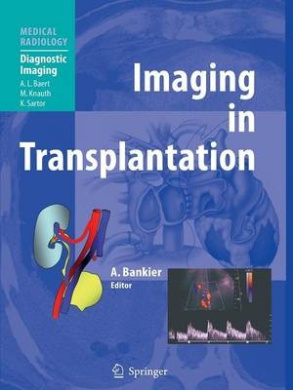 MEDICAL
RADIOLOGY
Diagnostic
Imaging
A. L. Baert
M. Knauth
K. Sartor
Imaging
in
Transplantation
A. Bankier
Editor
Springer